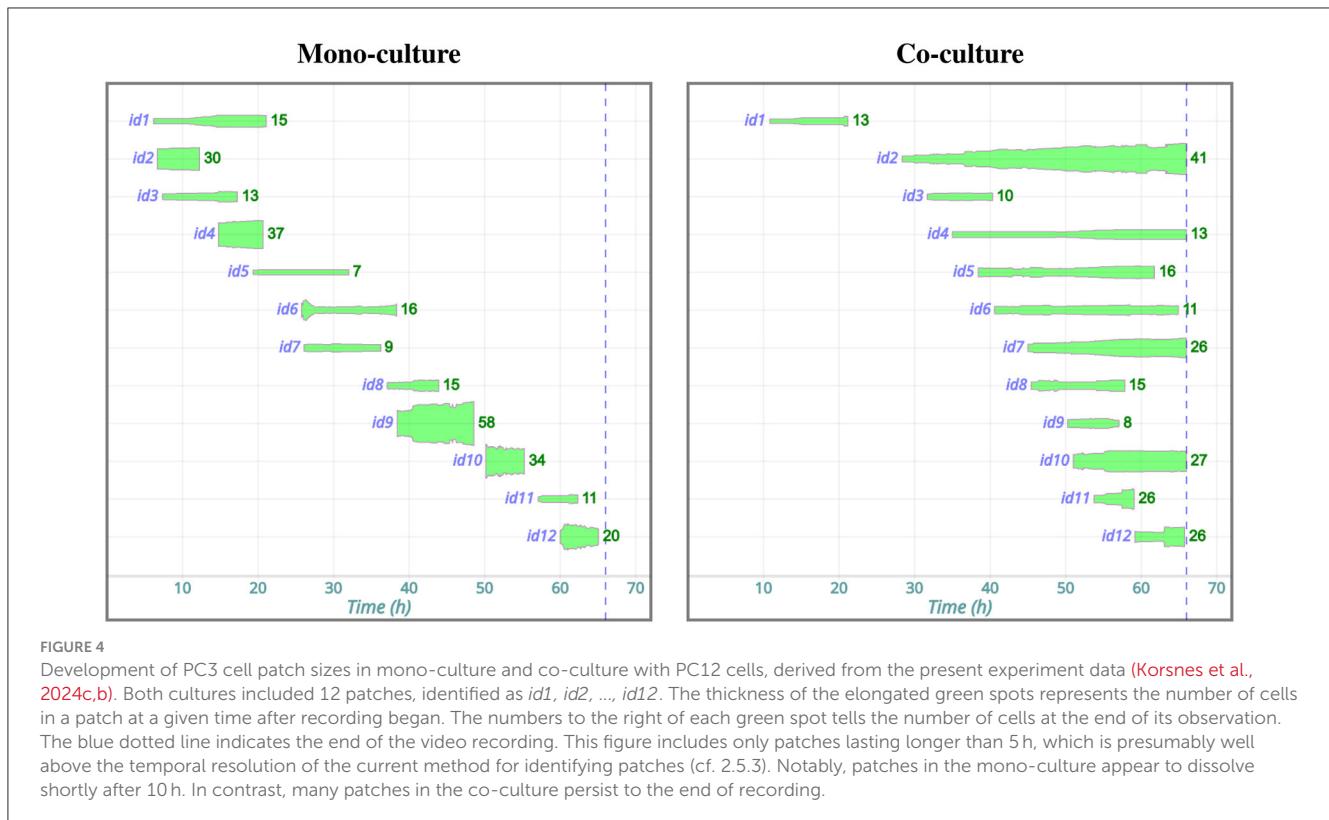 Mono-culture
id1 15
id2 30
id3 13
id4 37
id5 7
id6 16
id7 9
id8 15
id9 58
id10 34
id11 11
id12 20
10 20 30 40 50 60 70
Time (h)
Co-culture
id1 13
id2 41
id3 10
id4 13
id5 16
id6 11
id7 26
id8 15
id9 8
id10 27
id11 26
id12 26
10 20 30 40 50 60 70
Time (h)
FIGURE 4
Development of PC3 cell patch sizes in mono-culture and co-culture with PC12 cells, derived from the present experiment data (Korsnes et al.,
2024c,b). Both cultures included 12 patches, identified as id1, id2, ..., id12. The thickness of the elongated green spots represents the number of cells
in a patch at a given time after recording began. The numbers to the right of each green spot tells the number of cells at the end of its observation.
The blue dotted line indicates the end of the video recording. This figure includes only patches lasting longer than 5 h, which is presumably well
above the temporal resolution of the current method for identifying patches (cf. 2.5.3). Notably, patches in the mono-culture appear to dissolve
shortly after 10 h. In contrast, many patches in the co-culture persist to the end of recording.